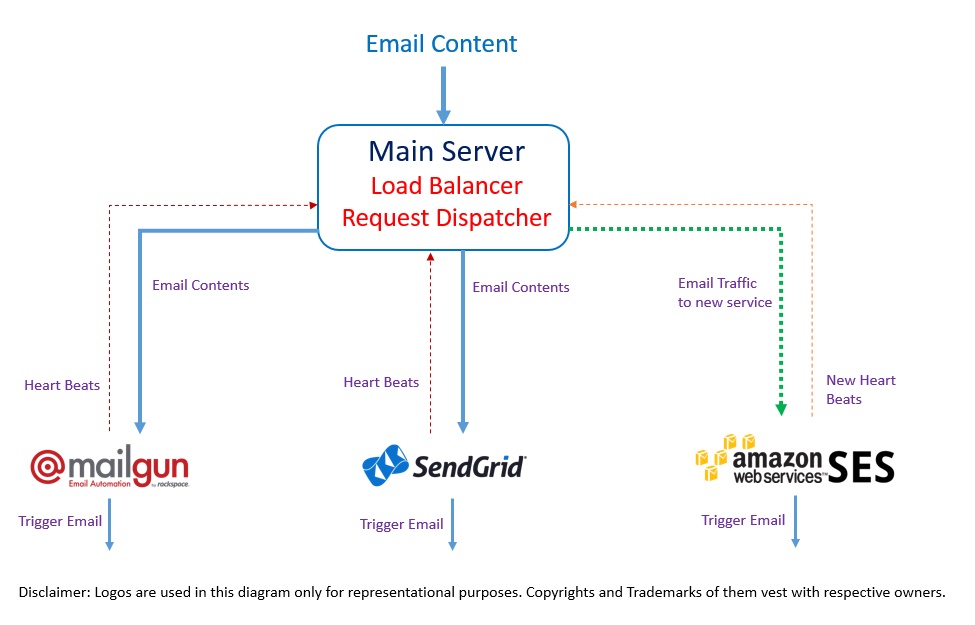 Email Content
Main Server
Load Balancer
Request Dispatcher
Email Contents
Email Contents
Email Traffic
to new service
Heart Beats
Heart Beats
New Heart
Beats
@mailgun
Email Automation by rackspace.
SendGrid
amazon
web services™
SES
Trigger Email
Trigger Email
Trigger Email
Disclaimer: Logos are used in this diagram only for representational purposes. Copyrights and Trademarks of them vest with respective owners.